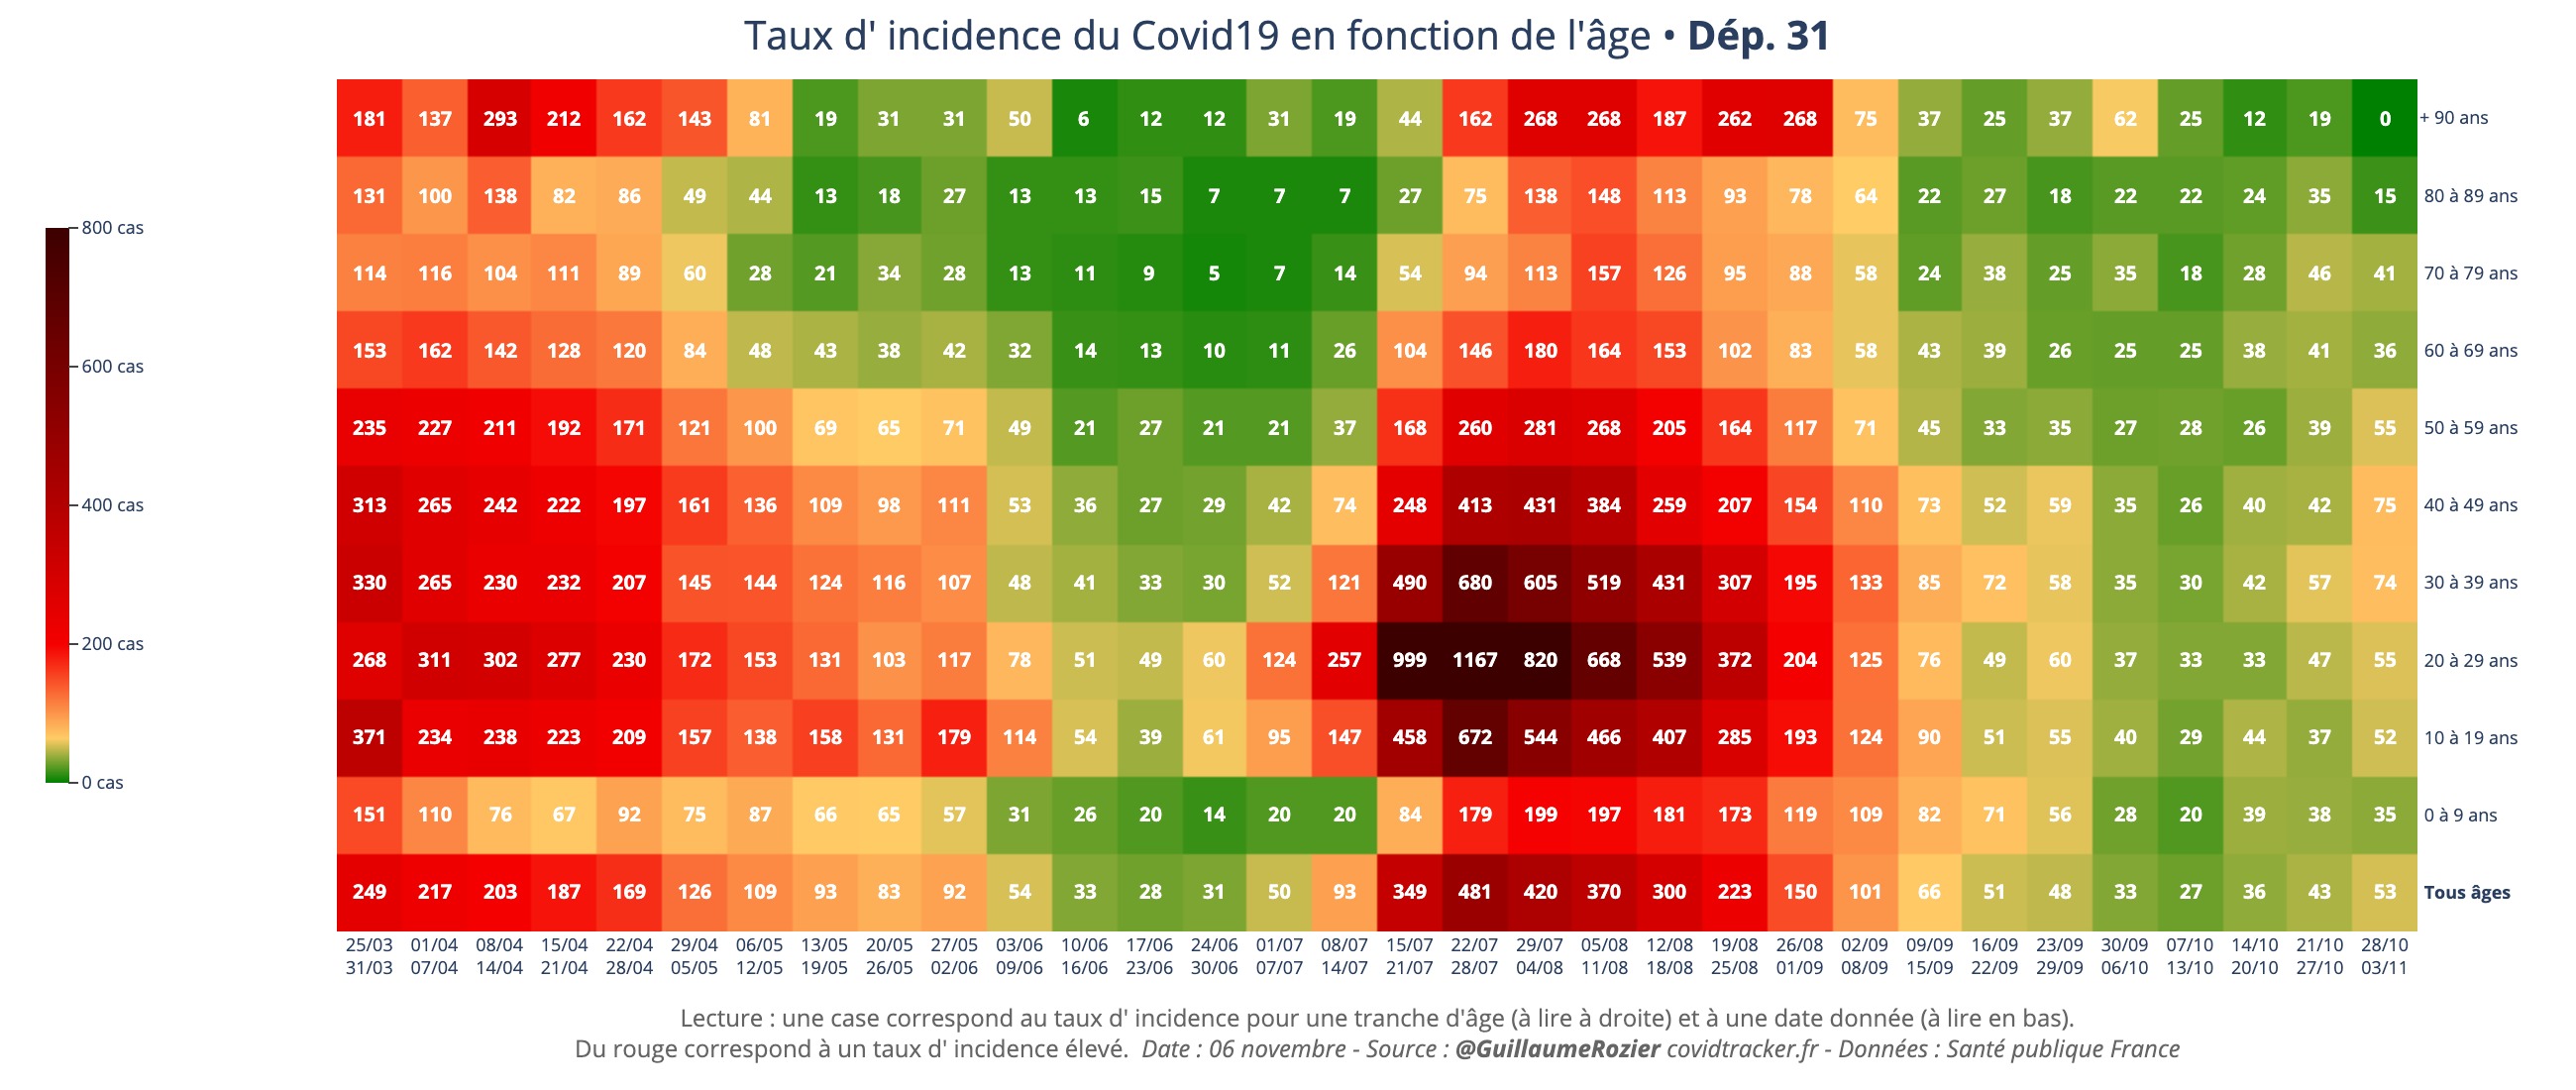 Taux d' incidence du Covid19 en fonction de l'âge • Dép. 31
800 cas
600 cas
400 cas
200 cas
0 cas
181 137 293 212 162 143 81 19 31 31 50 6 12 12 31 19 44 162 268 268 187 262 268 75 37 25 37 62 25 12 19 0 + 90 ans
131 100 138 82 86 49 44 13 18 27 13 13 15 7 7 7 27 75 138 148 113 93 78 64 22 27 18 22 22 24 35 15 80 à 89 ans
114 116 104 111 89 60 28 21 34 28 13 11 9 5 7 14 54 94 113 157 126 95 88 58 24 38 25 35 18 28 46 41 70 à 79 ans
153 162 142 128 120 84 48 43 38 42 32 14 13 10 11 26 104 146 180 164 153 102 83 58 43 39 26 25 25 38 41 36 60 à 69 ans
235 227 211 192 171 121 100 69 65 71 49 21 27 21 21 37 168 260 281 268 205 164 117 71 45 33 35 27 28 26 39 55 50 à 59 ans
313 265 242 222 197 161 136 109 98 111 53 36 27 29 42 74 248 413 431 384 259 207 154 110 73 52 59 35 26 40 42 75 40 à 49 ans
330 265 230 232 207 145 144 124 116 107 48 41 33 30 52 121 490 680 605 519 431 307 195 133 85 72 58 35 30 42 57 74 30 à 39 ans
268 311 302 277 230 172 153 131 103 117 78 51 49 60 124 257 999 1167 820 668 539 372 204 125 76 49 60 37 33 33 47 55 20 à 29 ans
371 234 238 223 209 157 138 158 131 179 114 54 39 61 95 147 458 672 544 466 407 285 193 124 90 51 55 40 29 44 37 52 10 à 19 ans
151 110 76 67 92 75 87 66 65 57 31 26 20 14 20 20 84 179 199 197 181 173 119 109 82 71 56 28 20 39 38 35 0 à 9 ans
249 217 203 187 169 126 109 93 83 92 54 33 28 31 50 93 349 481 420 370 300 223 150 101 66 51 48 33 27 36 43 53 Tous âges
25/03 01/04 08/04 15/04 22/04 29/04 06/05 13/05 20/05 27/05 03/06 10/06 17/06 24/06 01/07 08/07 15/07 22/07 29/07 05/08 12/08 19/08 26/08 02/09 09/09 16/09 23/09 30/09 07/10 14/10 21/10 28/10
31/03 07/04 14/04 21/04 28/04 05/05 12/05 19/05 26/05 02/06 09/06 16/06 23/06 30/06 07/07 14/07 21/07 28/07 04/08 11/08 18/08 25/08 01/09 08/09 15/09 22/09 29/09 06/10 13/10 20/10 27/10 03/11
Lecture : une case correspond au taux d' incidence pour une tranche d'âge (à lire à droite) et à une date donnée (à lire en bas).
Du rouge correspond à un taux d' incidence élevé. Date : 06 novembre - Source : @GuillaumeRozier covidtracker.fr - Données : Santé publique France